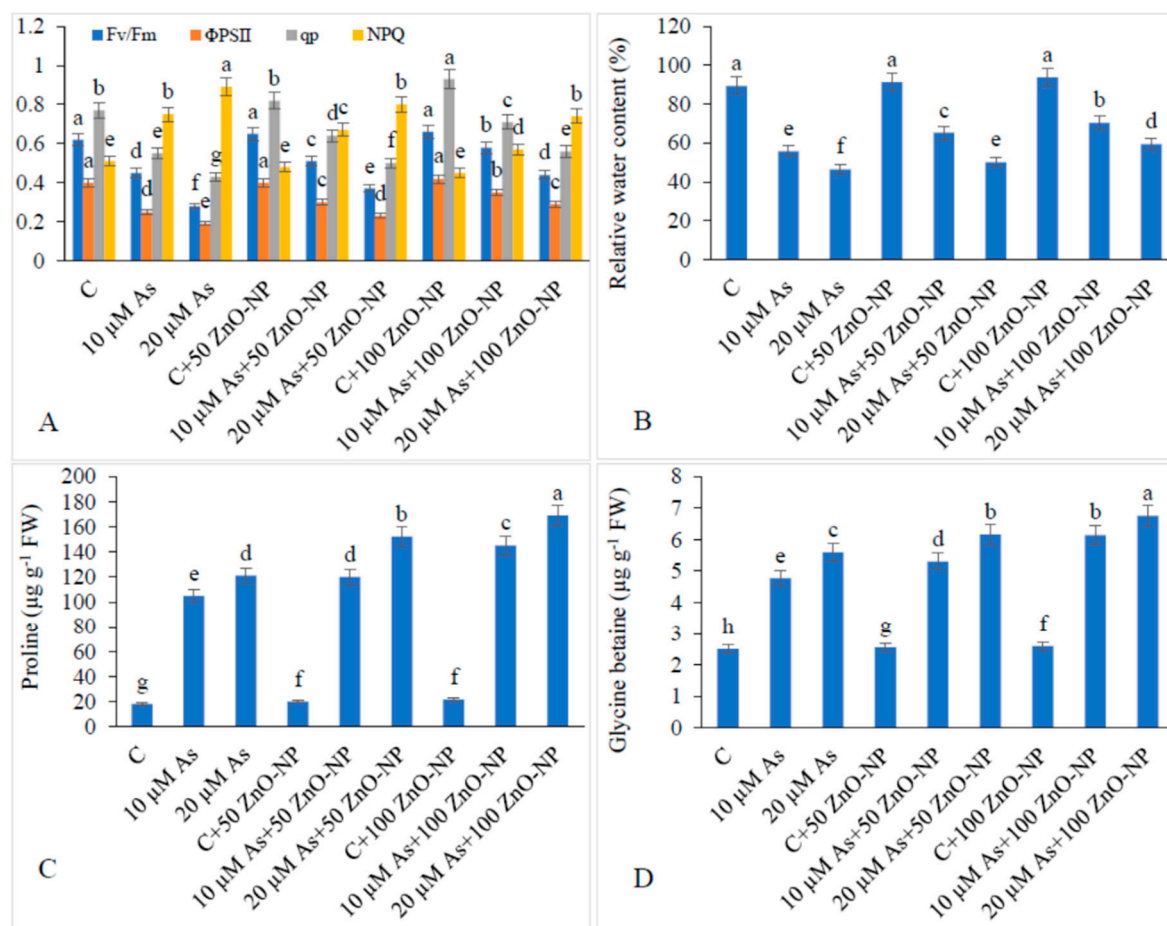 1.2
1
0.8
0.6
0.4
0.2
0
Fv/Fm ΦPSII qp NPQ
a a b e
d d e a
f e g a
a a b e
c c d c
e d f b
a a a e
b b c d
d c e b
C
10 µM As
20 µM As
C+50 ZnO-NP
10 µM As+50 ZnO-NP
20 µM As+50 ZnO-NP
C+100 ZnO-NP
10 µM As+100 ZnO-NP
20 µM As+100 ZnO-NP
A
Relative water content (%)
120
100
80
60
40
20
0
a e f a c e a b d
C
10 µM As
20 µM As
C+50 ZnO-NP
10 µM As+50 ZnO-NP
20 µM As+50 ZnO-NP
C+100 ZnO-NP
10 µM As+100 ZnO-NP
20 µM As+100 ZnO-NP
B
Proline (µg g-1 FW)
200
180
160
140
120
100
80
60
40
20
0
g e d f d b f c a
C
10 µM As
20 µM As
C+50 ZnO-NP
10 µM As+50 ZnO-NP
20 µM As+50 ZnO-NP
C+100 ZnO-NP
10 µM As+100 ZnO-NP
20 µM As+100 ZnO-NP
C
Glycine betaine (µg g-1 FW)
8
7
6
5
4
3
2
1
0
h e c g d b f b a
C
10 µM As
20 µM As
C+50 ZnO-NP
10 µM As+50 ZnO-NP
20 µM As+50 ZnO-NP
C+100 ZnO-NP
10 µM As+100 ZnO-NP
20 µM As+100 ZnO-NP
D